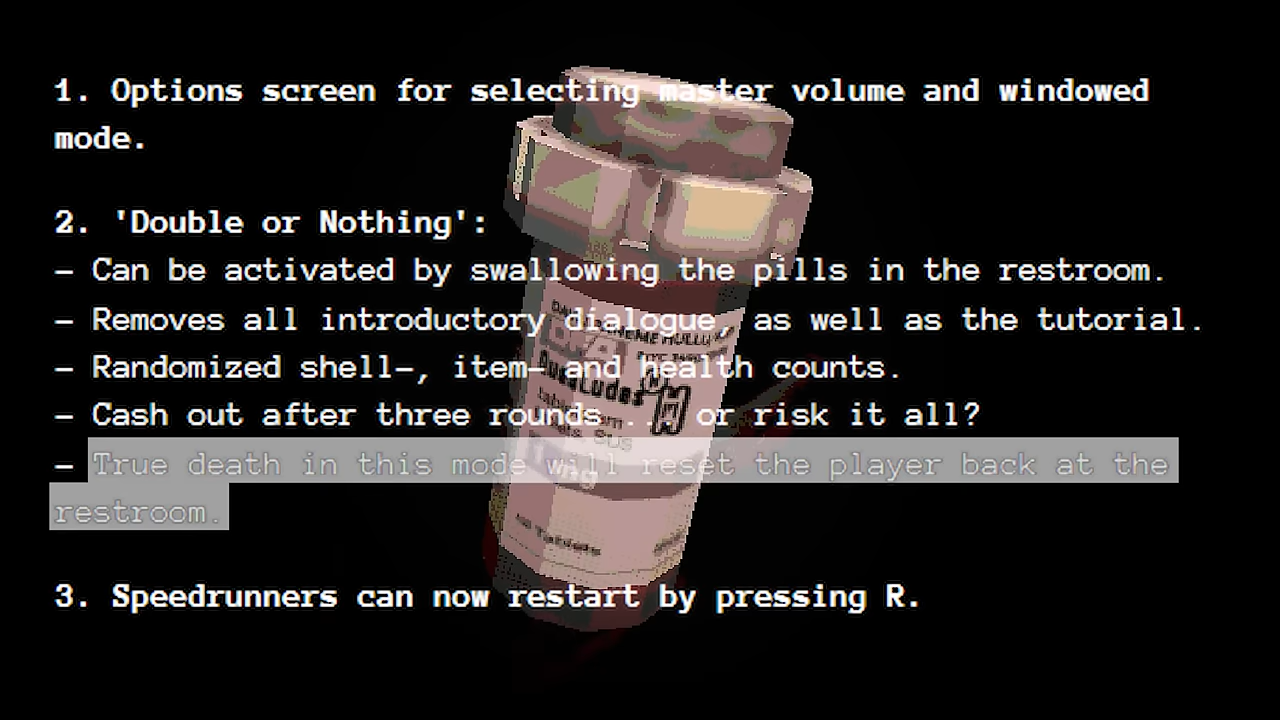 1. Options screen for selecting master volume and windowed
mode.
2. 'Double or Nothing':
– Can be activated by swallowing the pills in the restroom.
– Removes all introductory dialogue, as well as the tutorial.
– Randomized shell–, item– and health counts.
– Cash out after three rounds ... or risk it all?
– True death in this mode will reset the player back at the
restroom.
3. Speedrunners can now restart by pressing R.